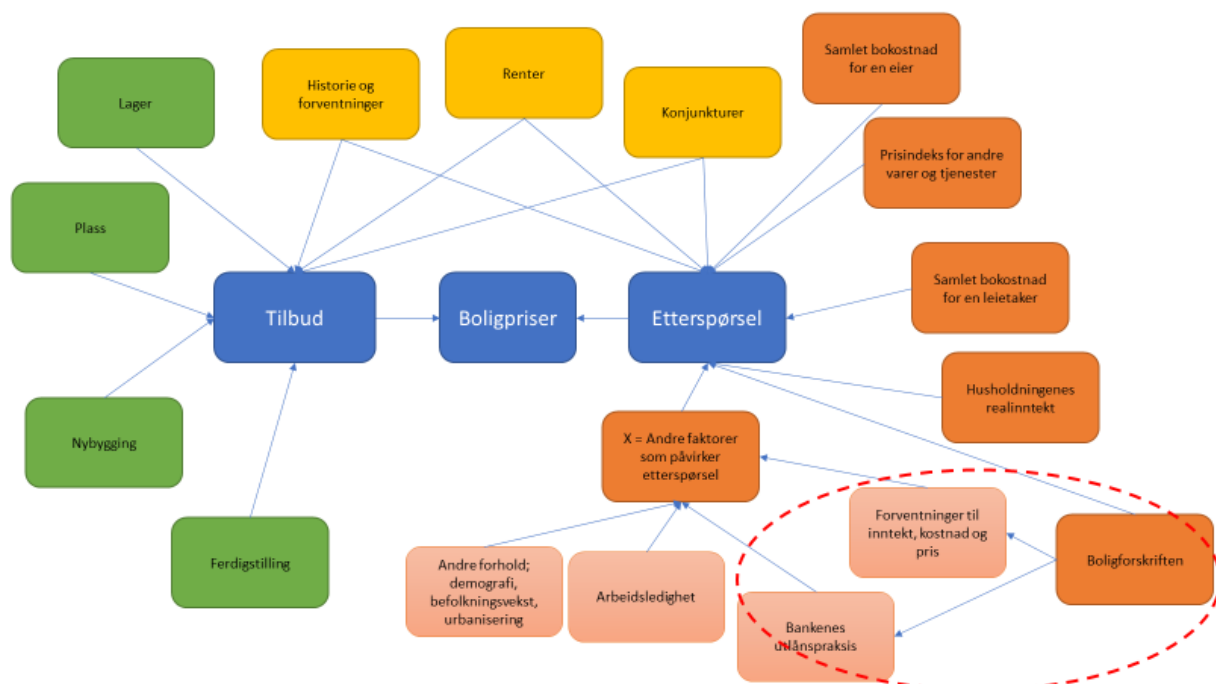 Samlet bokostnad
for en eier
Renter
Historie og
forventninger
Konjunkturer
Lager
Prisindeks for andre
varer og tjenester
Plass
Samlet bokostnad
for en leietaker
Tilbud
Boligpriser
Etterspørsel
Husholdningenes
realinntekt
Nybygging
X = Andre faktorer
som påvirker
etterspørsel
Forventninger til
inntekt, kostnad og
pris
Boligforskriften
Ferdigstilling
Andre forhold;
demografi,
befolkningsvekst,
urbanisering
Arbeidsledighet
Bankenes
utlånspraksis